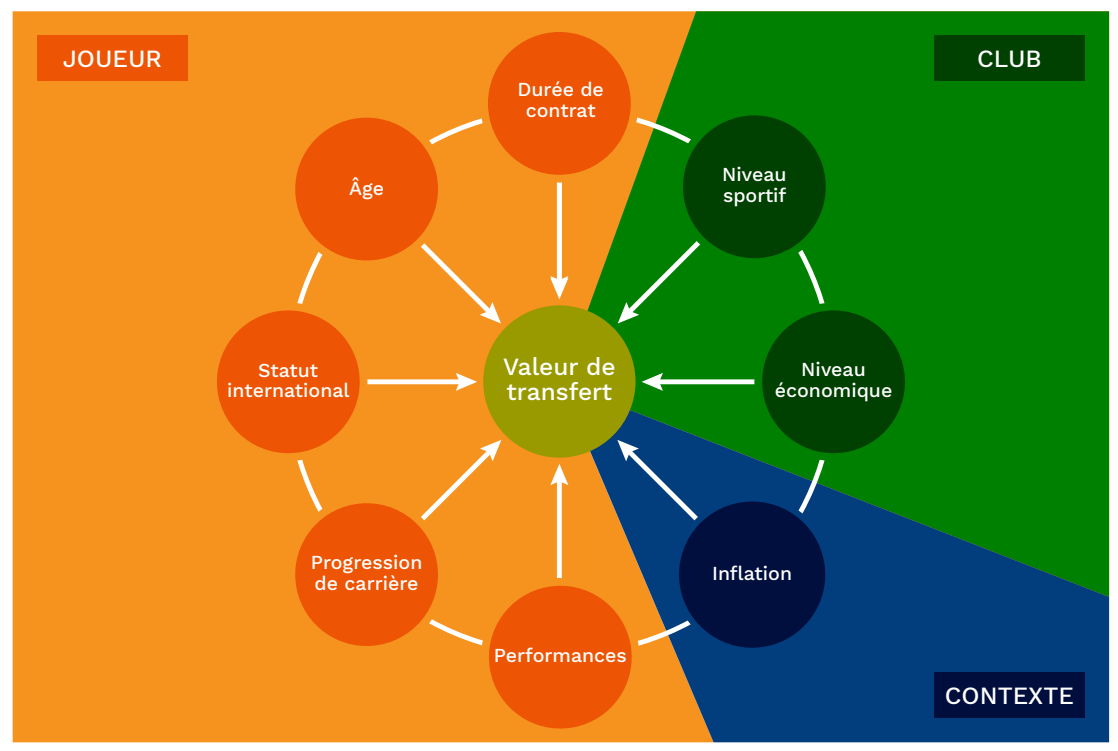 JOUEUR
CLUB
Durée de
contrat
Âge
Niveau
sportif
Statut
international
Valeur de
transfert
Niveau
économique
Progression
de carrière
Inflation
Performances
CONTEXTE